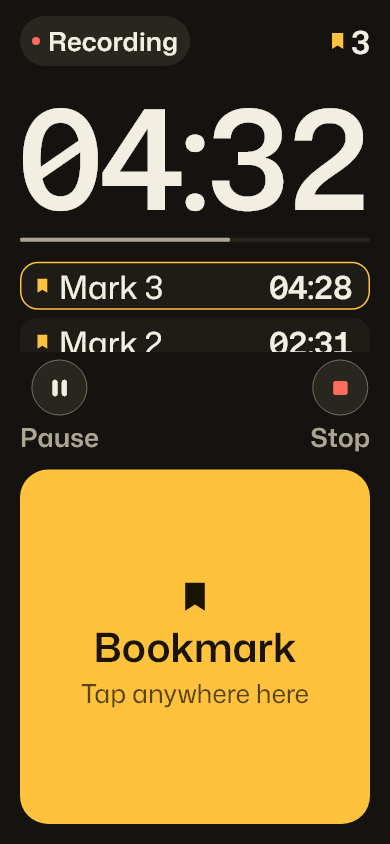 Recording
3
04:32
Mark 3 04:28
Mark 2 02:31
Pause Stop
Bookmark
Tap anywhere here